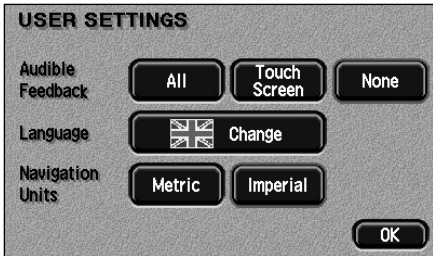 USER SETTINGS
Audible
Feedback
All
Touch
Screen
None
Language
Change
Navigation
Units
Metric
Imperial
OK